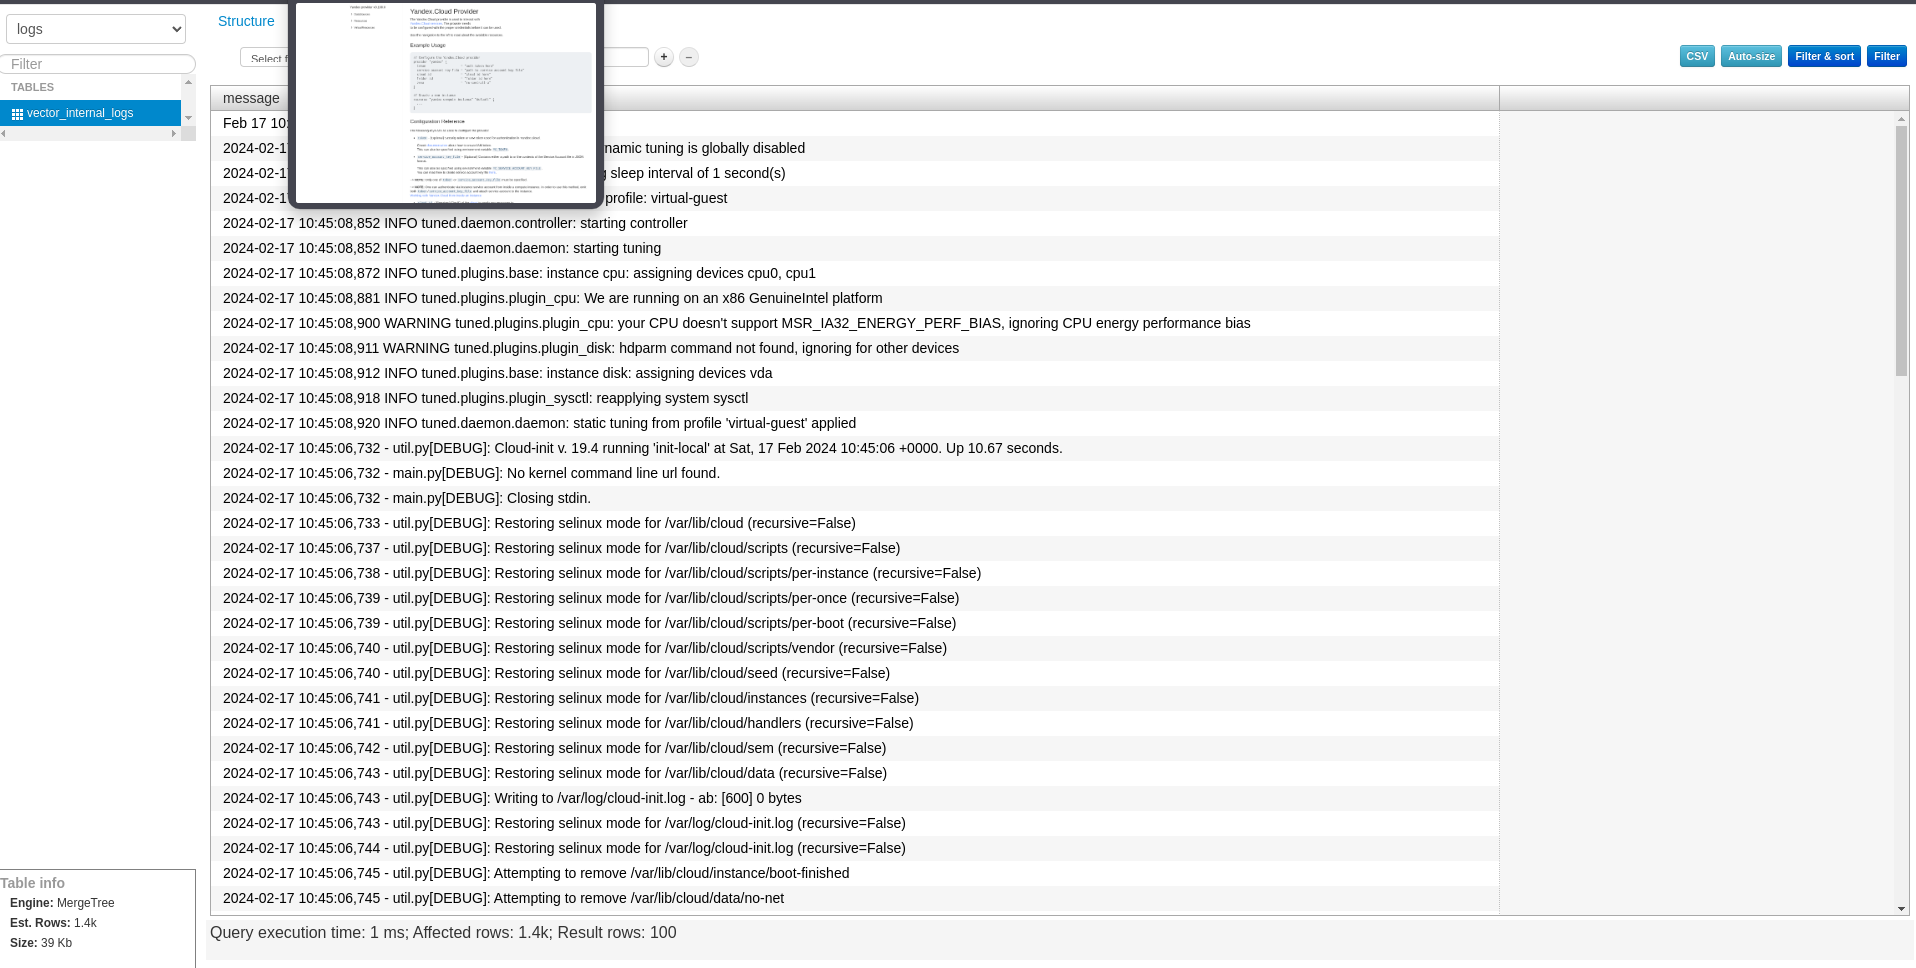 logs
Structure
Filter
TABLES
vector_internal_logs
Select f
+
–
CSV
Auto-size
Filter & sort
Filter
Yandex.Cloud Provider
Example Usage
Configuration Reference
message
Feb 17 10:
2024-02-17 namic tuning is globally disabled
2024-02-17 g sleep interval of 1 second(s)
2024-02-17 profile: virtual-guest
2024-02-17 10:45:08,852 INFO tuned.daemon.controller: starting controller
2024-02-17 10:45:08,852 INFO tuned.daemon.daemon: starting tuning
2024-02-17 10:45:08,872 INFO tuned.plugins.base: instance cpu: assigning devices cpu0, cpu1
2024-02-17 10:45:08,881 INFO tuned.plugins.plugin_cpu: We are running on an x86 GenuineIntel platform
2024-02-17 10:45:08,900 WARNING tuned.plugins.plugin_cpu: your CPU doesn't support MSR_IA32_ENERGY_PERF_BIAS, ignoring CPU energy performance bias
2024-02-17 10:45:08,911 WARNING tuned.plugins.plugin_disk: hdparm command not found, ignoring for other devices
2024-02-17 10:45:08,912 INFO tuned.plugins.base: instance disk: assigning devices vda
2024-02-17 10:45:08,918 INFO tuned.plugins.plugin_sysctl: reapplying system sysctl
2024-02-17 10:45:08,920 INFO tuned.daemon.daemon: static tuning from profile 'virtual-guest' applied
2024-02-17 10:45:06,732 - util.py[DEBUG]: Cloud-init v. 19.4 running 'init-local' at Sat, 17 Feb 2024 10:45:06 +0000. Up 10.67 seconds.
2024-02-17 10:45:06,732 - main.py[DEBUG]: No kernel command line url found.
2024-02-17 10:45:06,732 - main.py[DEBUG]: Closing stdin.
2024-02-17 10:45:06,733 - util.py[DEBUG]: Restoring selinux mode for /var/lib/cloud (recursive=False)
2024-02-17 10:45:06,737 - util.py[DEBUG]: Restoring selinux mode for /var/lib/cloud/scripts (recursive=False)
2024-02-17 10:45:06,738 - util.py[DEBUG]: Restoring selinux mode for /var/lib/cloud/scripts/per-instance (recursive=False)
2024-02-17 10:45:06,739 - util.py[DEBUG]: Restoring selinux mode for /var/lib/cloud/scripts/per-once (recursive=False)
2024-02-17 10:45:06,739 - util.py[DEBUG]: Restoring selinux mode for /var/lib/cloud/scripts/per-boot (recursive=False)
2024-02-17 10:45:06,740 - util.py[DEBUG]: Restoring selinux mode for /var/lib/cloud/scripts/vendor (recursive=False)
2024-02-17 10:45:06,740 - util.py[DEBUG]: Restoring selinux mode for /var/lib/cloud/seed (recursive=False)
2024-02-17 10:45:06,741 - util.py[DEBUG]: Restoring selinux mode for /var/lib/cloud/instances (recursive=False)
2024-02-17 10:45:06,741 - util.py[DEBUG]: Restoring selinux mode for /var/lib/cloud/handlers (recursive=False)
2024-02-17 10:45:06,742 - util.py[DEBUG]: Restoring selinux mode for /var/lib/cloud/sem (recursive=False)
2024-02-17 10:45:06,743 - util.py[DEBUG]: Restoring selinux mode for /var/lib/cloud/data (recursive=False)
2024-02-17 10:45:06,743 - util.py[DEBUG]: Writing to /var/log/cloud-init.log - ab: [600] 0 bytes
2024-02-17 10:45:06,743 - util.py[DEBUG]: Restoring selinux mode for /var/log/cloud-init.log (recursive=False)
2024-02-17 10:45:06,744 - util.py[DEBUG]: Restoring selinux mode for /var/log/cloud-init.log (recursive=False)
2024-02-17 10:45:06,745 - util.py[DEBUG]: Attempting to remove /var/lib/cloud/instance/boot-finished
2024-02-17 10:45:06,745 - util.py[DEBUG]: Attempting to remove /var/lib/cloud/data/no-net
Table info
Engine: MergeTree
Est. Rows: 1.4k
Size: 39 Kb
Query execution time: 1 ms; Affected rows: 1.4k; Result rows: 100